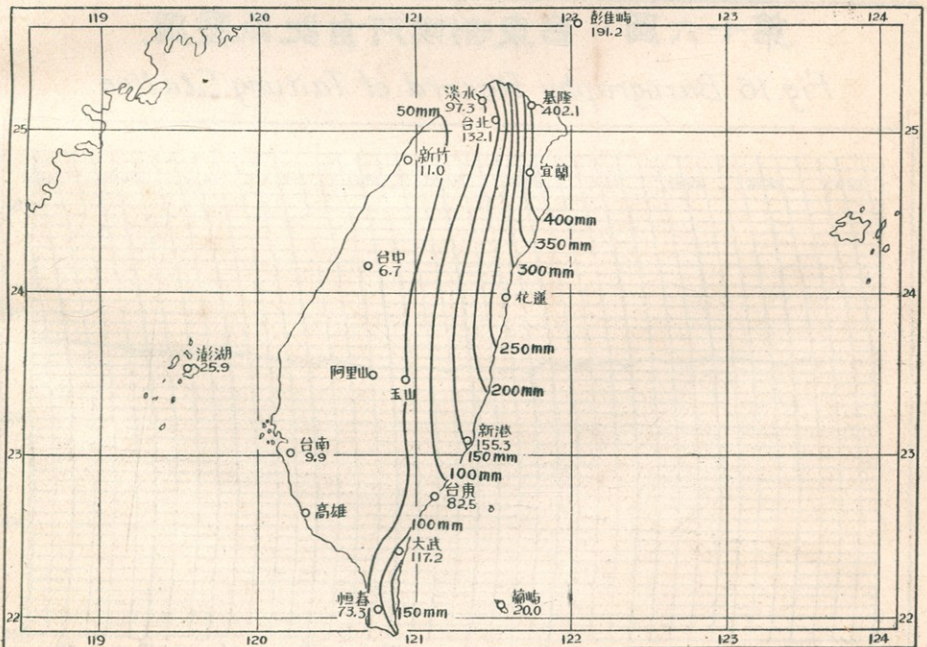 119 120 121 122 123 124
彭佳嶼
191.2
淡水
97.3
基隆
402.1
50mm
台北
132.1
25 25
新竹
11.0
宜蘭
400mm
350mm
台中
6.7
300mm
24 24
花蓮
250mm
澎湖
25.9
阿里山
玉山
200mm
新港
155.3
台南
9.9
150mm
23 23
100mm
台東
82.5
高雄
100mm
大武
117.2
恒春
73.3
150mm
20.0
22 22
119 120 121 122 123 124